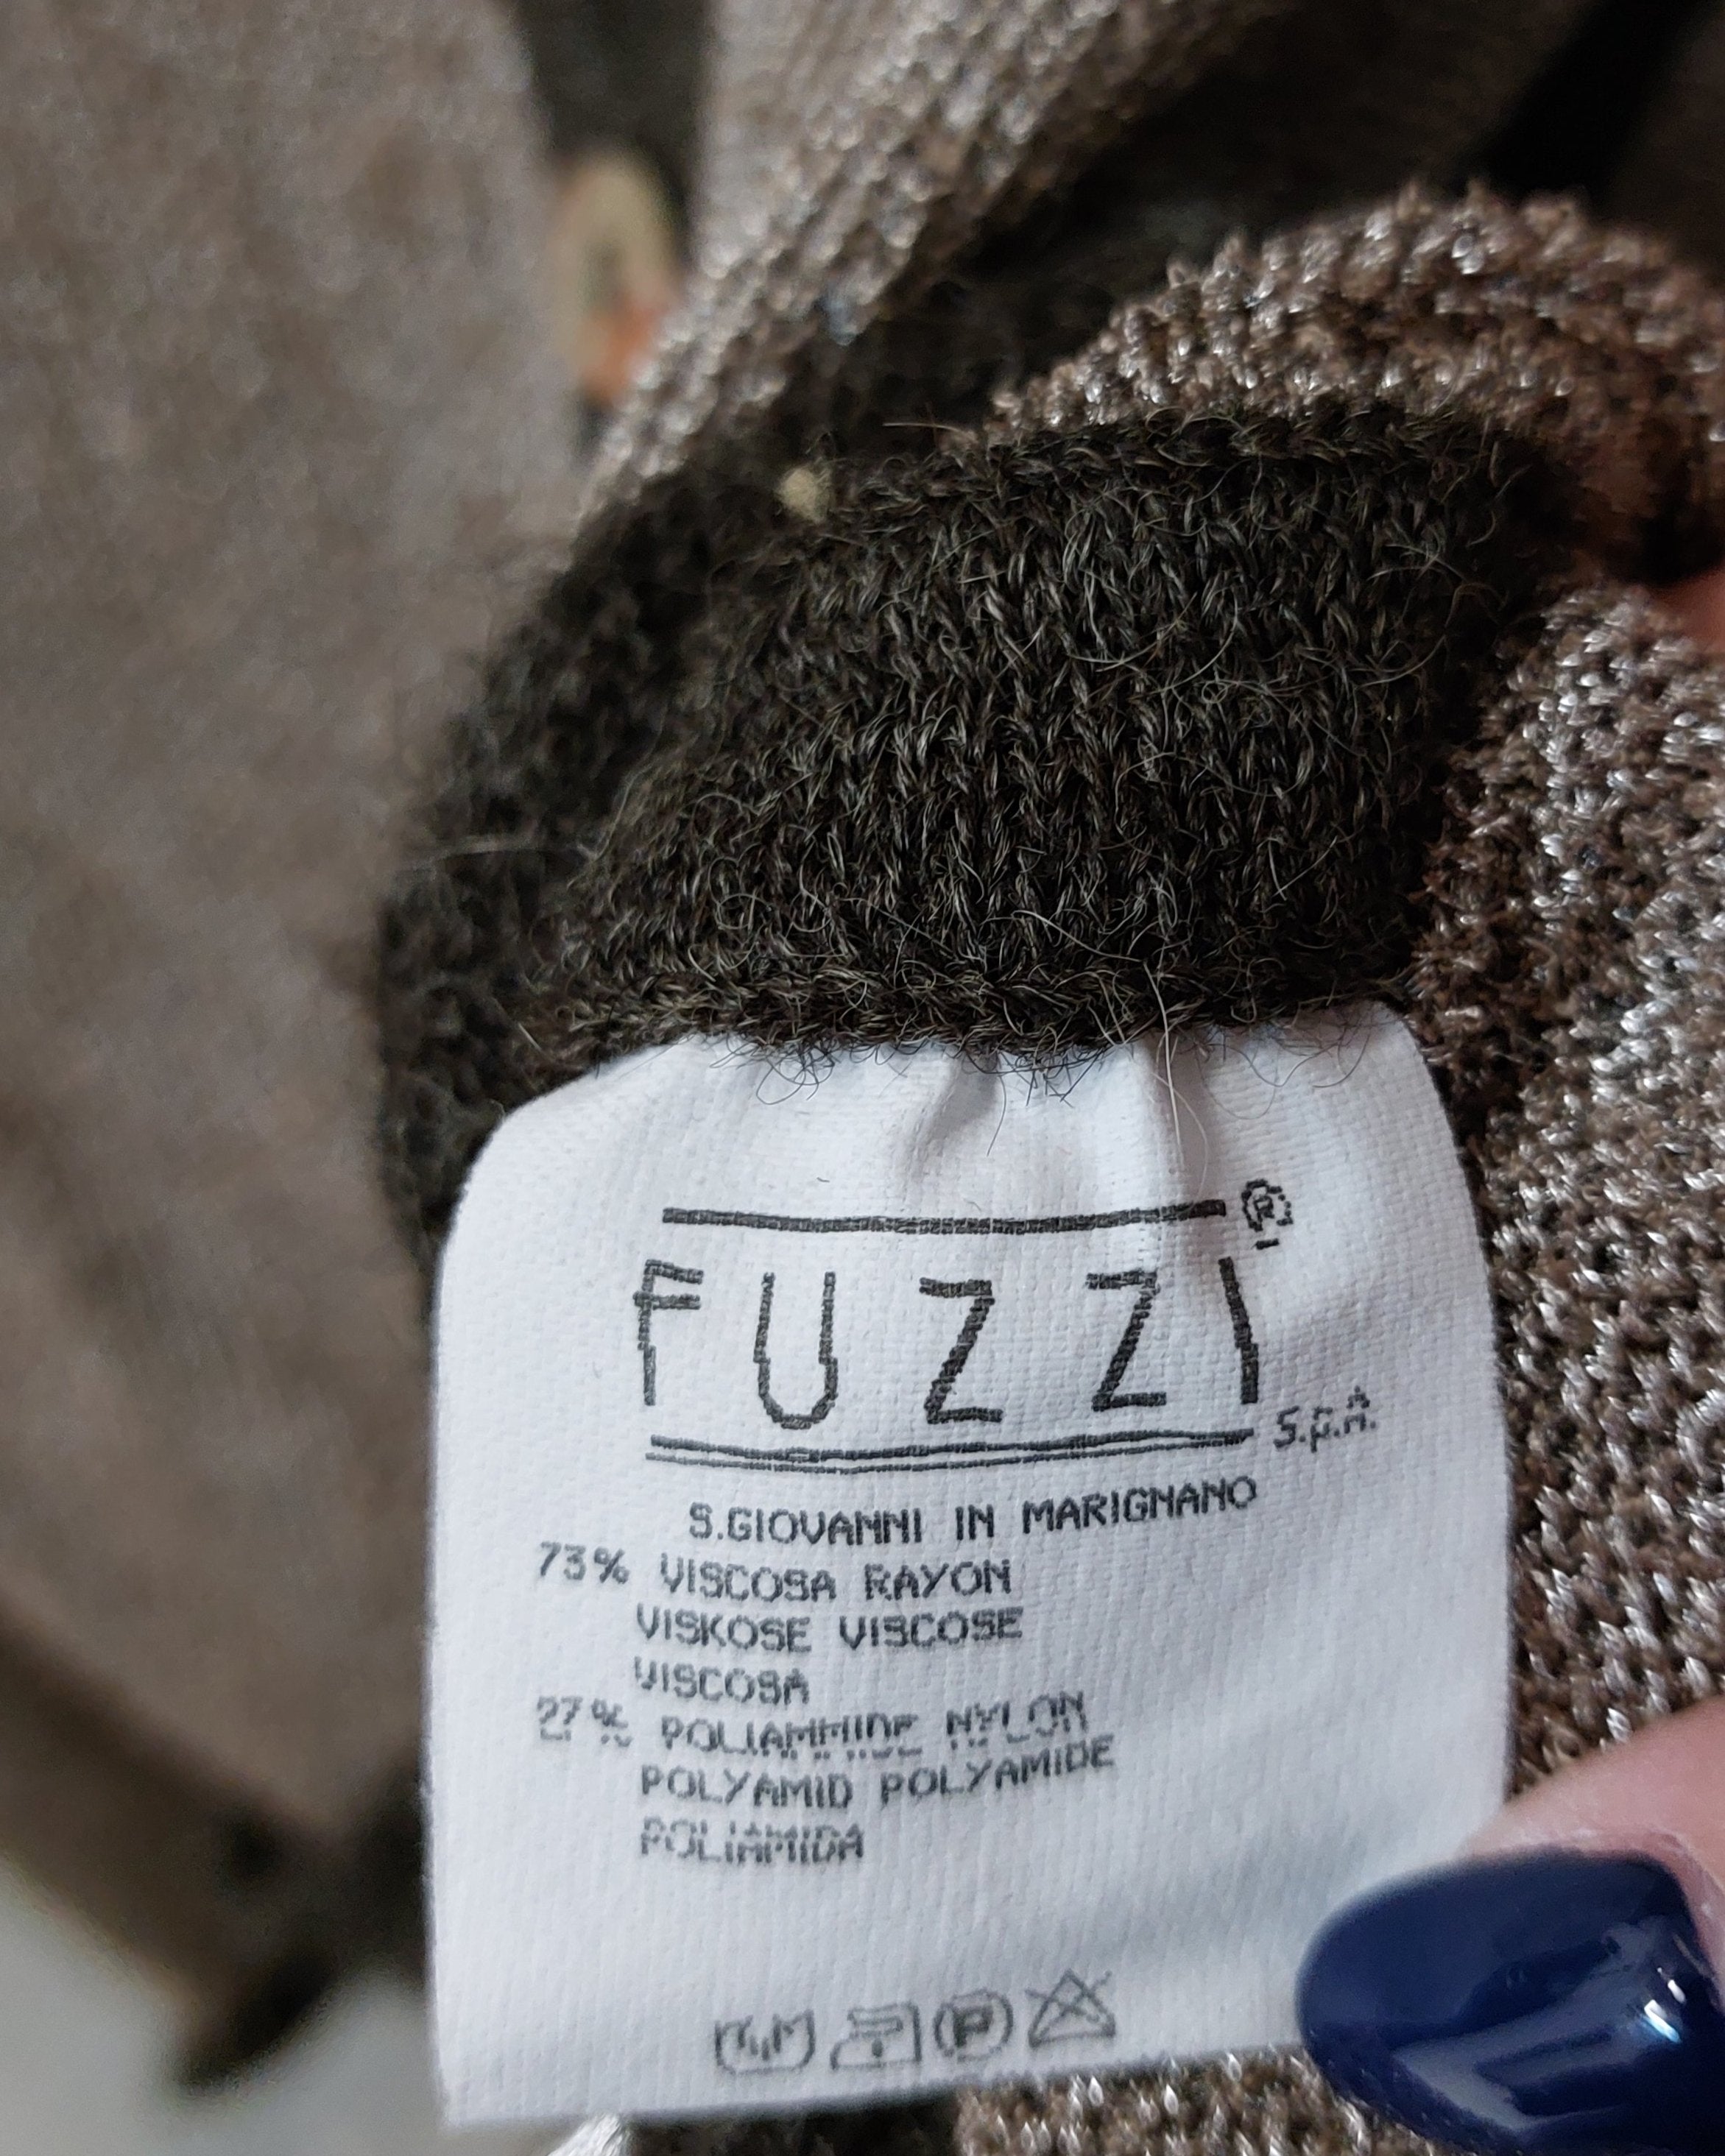 FUZZI®
S.p.A.
S.GIOVANNI IN MARIGNANO
73% VISCOSA RAYON
VISKOSE VISCOSE
VISCOSA
27% POLIAMMIDE NYLON
POLYAMID POLYAMIDE
POLIAMIDA
P